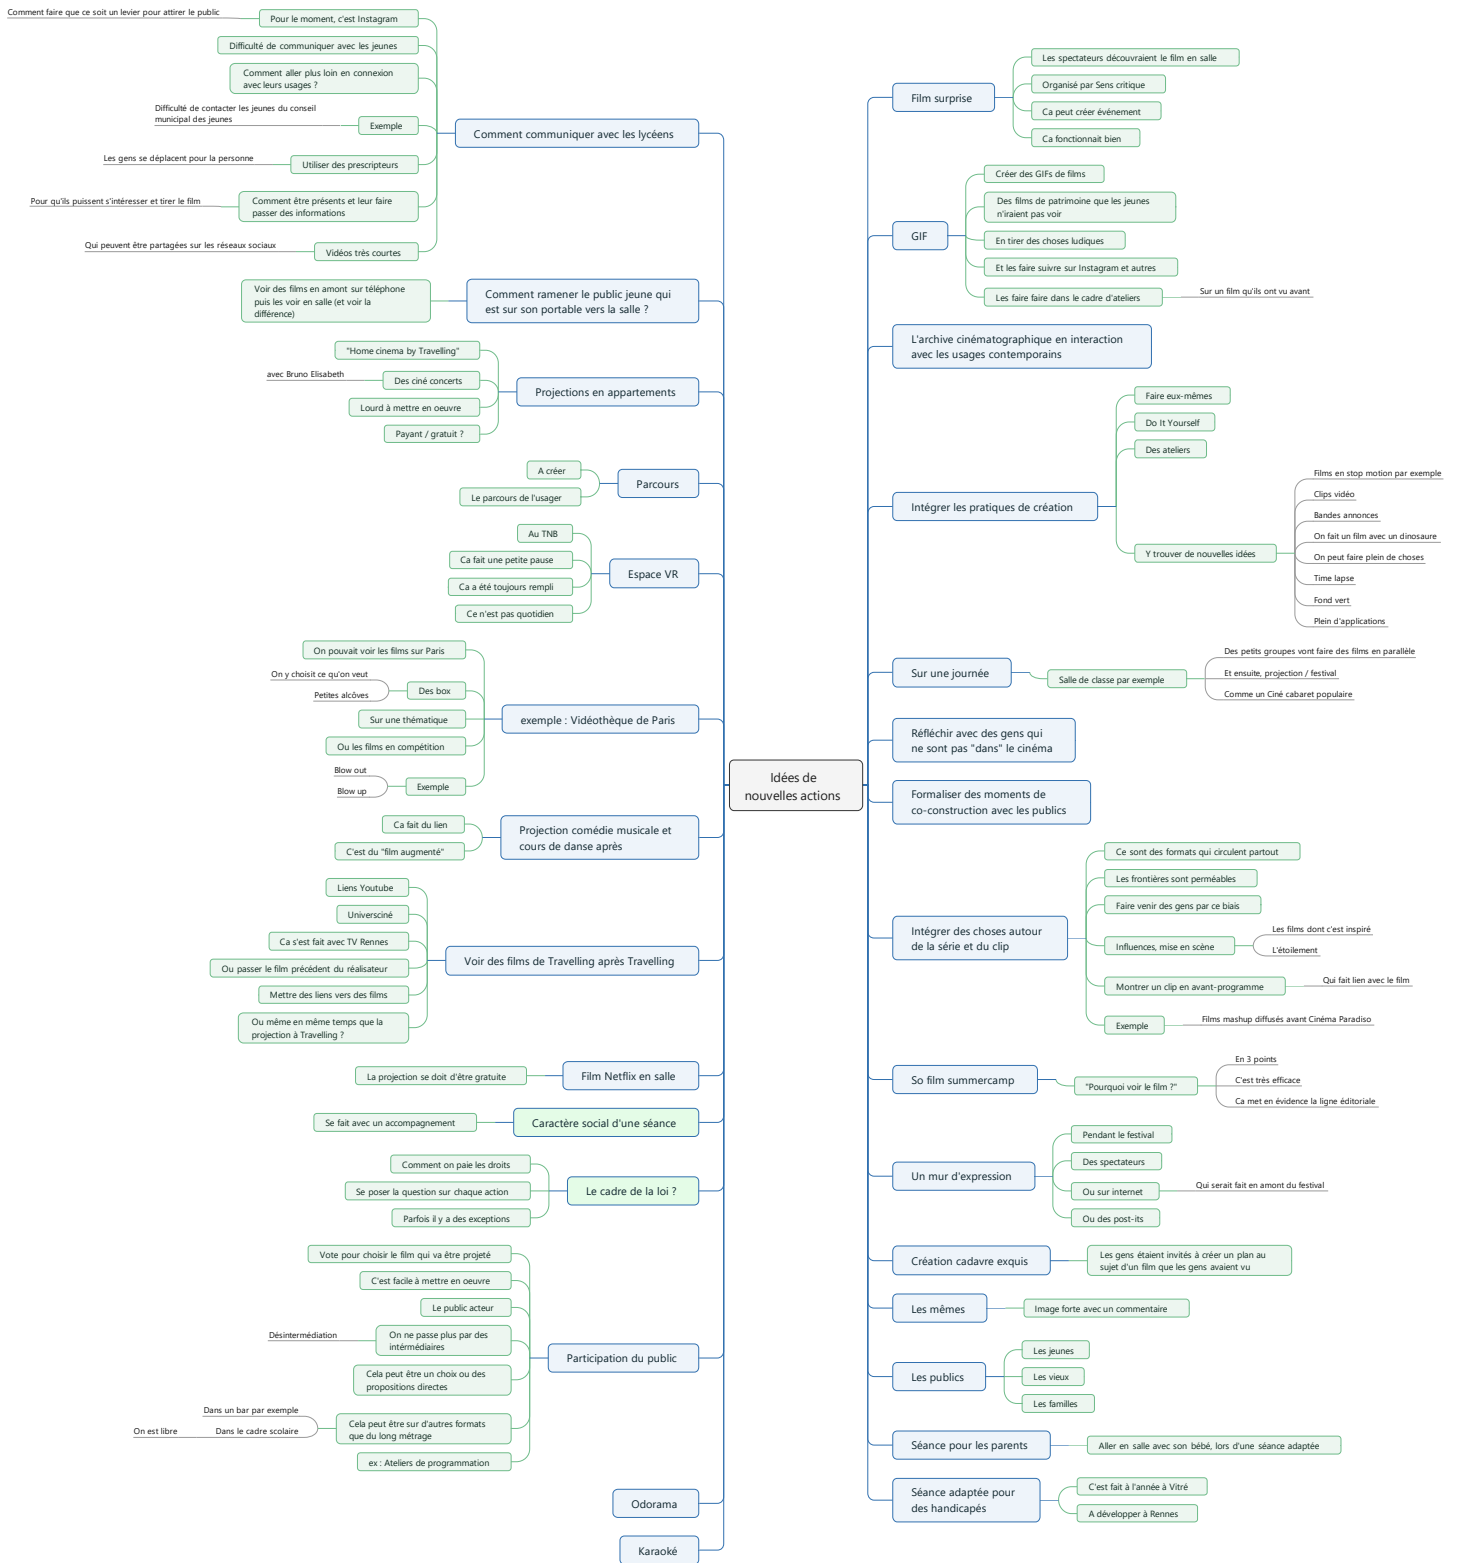 Idées de
nouvelles actions
Film surprise
Les spectateurs découvraient le film en salle
Organisé par Sens critique
Ca peut créer événement
Ca fonctionnait bien
GIF
Créer des GIFs de films
Des films de patrimoine que les jeunes
n'iraient pas voir
En tirer des choses ludiques
Et les faire suivre sur Instagram et autres
Les faire faire dans le cadre d'ateliers
Sur un film qu'ils ont vu avant
L'archive cinématographique en interaction
avec les usages contemporains
Intégrer les pratiques de création
Faire eux-mêmes
Do It Yourself
Des ateliers
Y trouver de nouvelles idées
Films en stop motion par exemple
Clips vidéo
Bandes annonces
On fait un film avec un dinosaure
On peut faire plein de choses
Time lapse
Fond vert
Plein d'applications
Sur une journée
Salle de classe par exemple
Des petits groupes vont faire des films en parallèle
Et ensuite, projection / festival
Comme un Ciné cabaret populaire
Réfléchir avec des gens qui
ne sont pas "dans" le cinéma
Formaliser des moments de
co-construction avec les publics
Intégrer des choses autour
de la série et du clip
Ce sont des formats qui circulent partout
Les frontières sont perméables
Faire venir des gens par ce biais
Influences, mise en scène
Les films dont c'est inspiré
L'étoilement
Montrer un clip en avant-programme
Qui fait lien avec le film
Exemple
Films mashup diffusés avant Cinéma Paradiso
So film summercamp
"Pourquoi voir le film ?"
En 3 points
C'est très efficace
Ca met en évidence la ligne éditoriale
Un mur d'expression
Pendant le festival
Des spectateurs
Ou sur internet
Qui serait fait en amont du festival
Ou des post-its
Création cadavre exquis
Les gens étaient invités à créer un plan au
sujet d'un film que les gens avaient vu
Les mêmes
Image forte avec un commentaire
Les publics
Les jeunes
Les vieux
Les familles
Séance pour les parents
Aller en salle avec son bébé, lors d'une séance adaptée
Séance adaptée pour
des handicapés
C'est fait à l'année à Vitré
A développer à Rennes
Comment communiquer avec les lycéens
Pour le moment, c'est Instagram
Comment faire que ce soit un levier pour attirer le public
Difficulté de communiquer avec les jeunes
Comment aller plus loin en connexion
avec leurs usages ?
Exemple
Difficulté de contacter les jeunes du conseil
municipal des jeunes
Utiliser des prescripteurs
Les gens se déplacent pour la personne
Comment être présents et leur faire
passer des informations
Pour qu'ils puissent s'intéresser et tirer le film
Vidéos très courtes
Qui peuvent être partagées sur les réseaux sociaux
Comment ramener le public jeune qui
est sur son portable vers la salle ?
Voir des films en amont sur téléphone
puis les voir en salle (et voir la
différence)
Projections en appartements
"Home cinema by Travelling"
Des ciné concerts
avec Bruno Elisabeth
Lourd à mettre en oeuvre
Payant / gratuit ?
Parcours
A créer
Le parcours de l'usager
Espace VR
Au TNB
Ca fait une petite pause
Ca a été toujours rempli
Ce n'est pas quotidien
exemple : Vidéothèque de Paris
On pouvait voir les films sur Paris
Des box
On y choisit ce qu'on veut
Petites alcôves
Sur une thématique
Ou les films en compétition
Exemple
Blow out
Blow up
Projection comédie musicale et
cours de danse après
Ca fait du lien
C'est du "film augmenté"
Voir des films de Travelling après Travelling
Liens Youtube
Universciné
Ca s'est fait avec TV Rennes
Ou passer le film précédent du réalisateur
Mettre des liens vers des films
Ou même en même temps que la
projection à Travelling ?
Film Netflix en salle
La projection se doit d'être gratuite
Caractère social d'une séance
Se fait avec un accompagnement
Le cadre de la loi ?
Comment on paie les droits
Se poser la question sur chaque action
Parfois il y a des exceptions
Participation du public
Vote pour choisir le film qui va être projeté
C'est facile à mettre en oeuvre
Le public acteur
On ne passe plus par des
intérmédiaires
Désintermédiation
Cela peut être un choix ou des
propositions directes
Cela peut être sur d'autres formats
que du long métrage
Dans un bar par exemple
Dans le cadre scolaire
On est libre
ex : Ateliers de programmation
Odorama
Karaoké